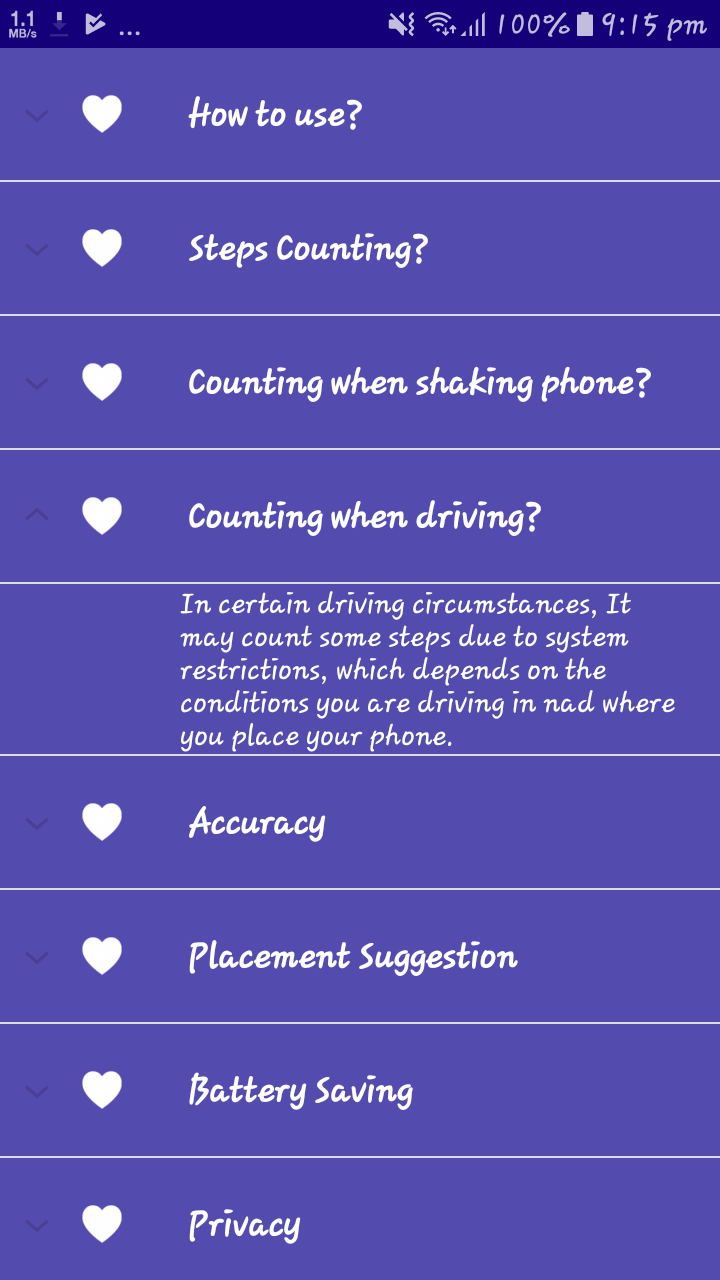 1.1
MB/s
... 100% 9:15 pm
How to use?
Steps Counting?
Counting when shaking phone?
Counting when driving?
In certain driving circumstances, It
may count some steps due to system
restrictions, which depends on the
conditions you are driving in nad where
you place your phone.
Accuracy
Placement Suggestion
Battery Saving
Privacy